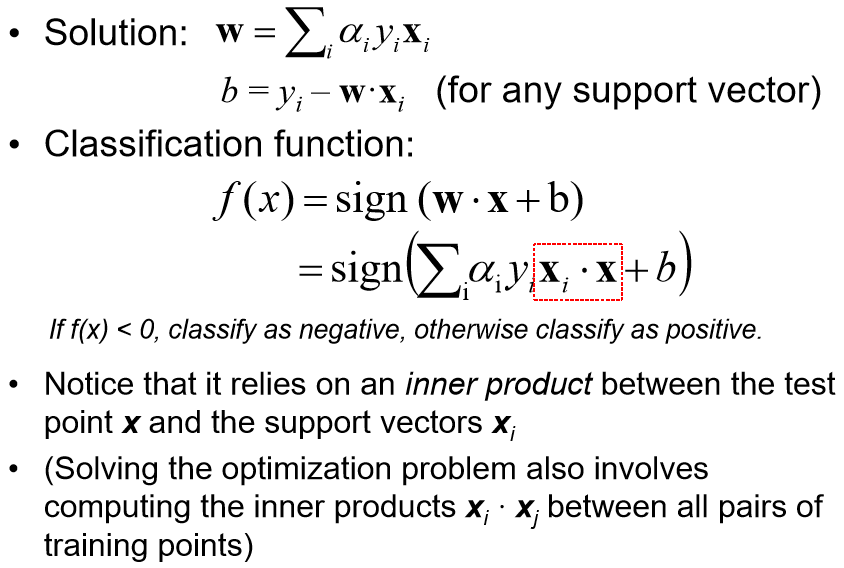 • Solution: w = ∑ᵢ αᵢyᵢxᵢ
b = yᵢ – w·xᵢ (for any support vector)
• Classification function:
f(x) = sign (w · x + b)
= sign(∑ᵢ αᵢyᵢxᵢ · x + b)
If f(x) < 0, classify as negative, otherwise classify as positive.
• Notice that it relies on an inner product between the test
point x and the support vectors xᵢ
• (Solving the optimization problem also involves
computing the inner products xᵢ · xⱼ between all pairs of
training points)